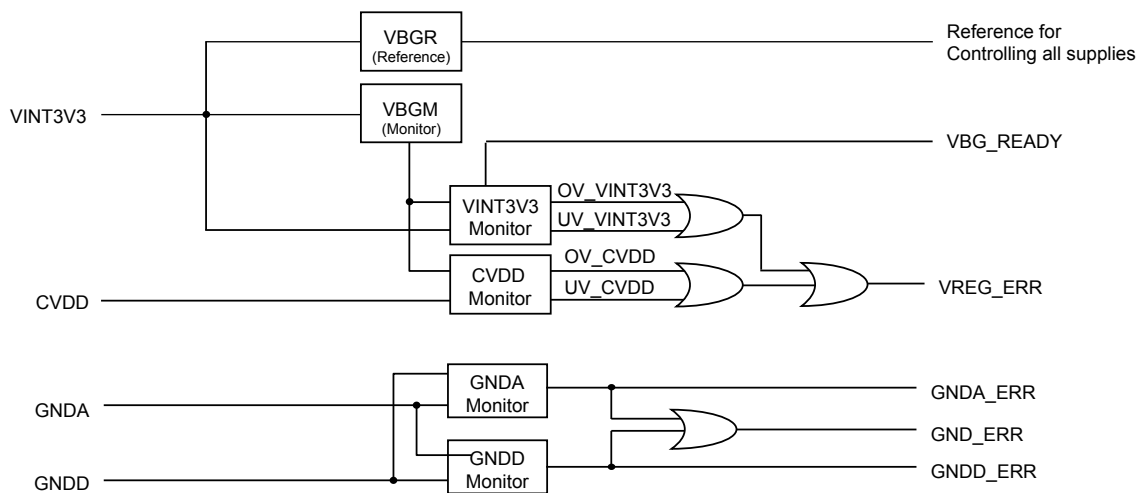 VBGR
(Reference)
Reference for
Controlling all supplies
VINT3V3
VBGM
(Monitor)
VBG_READY
OV_VINT3V3
VINT3V3
Monitor
UV_VINT3V3
OV_CVDD
CVDD
Monitor
UV_CVDD
CVDD
VREG_ERR
GNDA
Monitor
GNDA_ERR
GNDA
GND_ERR
GNDD
Monitor
GNDD_ERR
GNDD